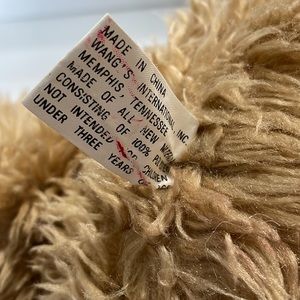 MADE IN CHINA
WANG'S INTERNATIONAL, INC.
MEMPHIS, TENNESSEE
MADE OF ALL NEW
CONSISTING OF 100%
NOT INTENDED CHILDREN
UNDER THREE YEARS